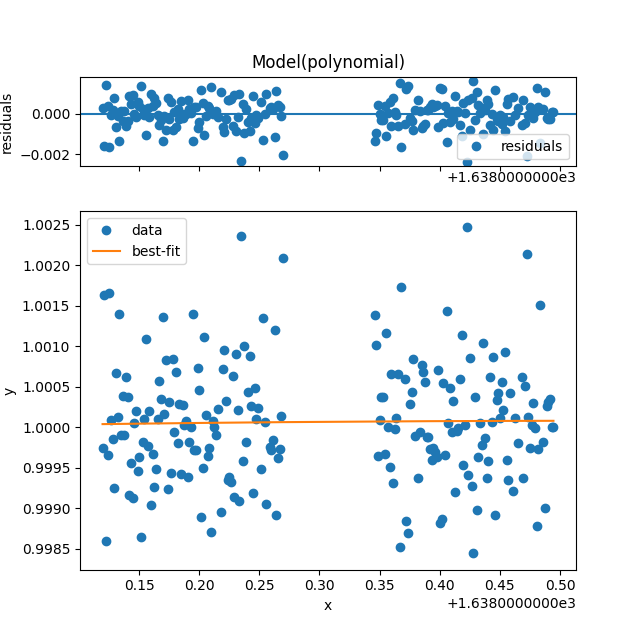 Model(polynomial)
residuals
0.000
−0.002
residuals
+1.6380000000e3
data
best-fit
y
1.0025
1.0020
1.0015
1.0010
1.0005
1.0000
0.9995
0.9990
0.9985
0.15 0.20 0.25 0.30 0.35 0.40 0.45 0.50
x
+1.6380000000e3